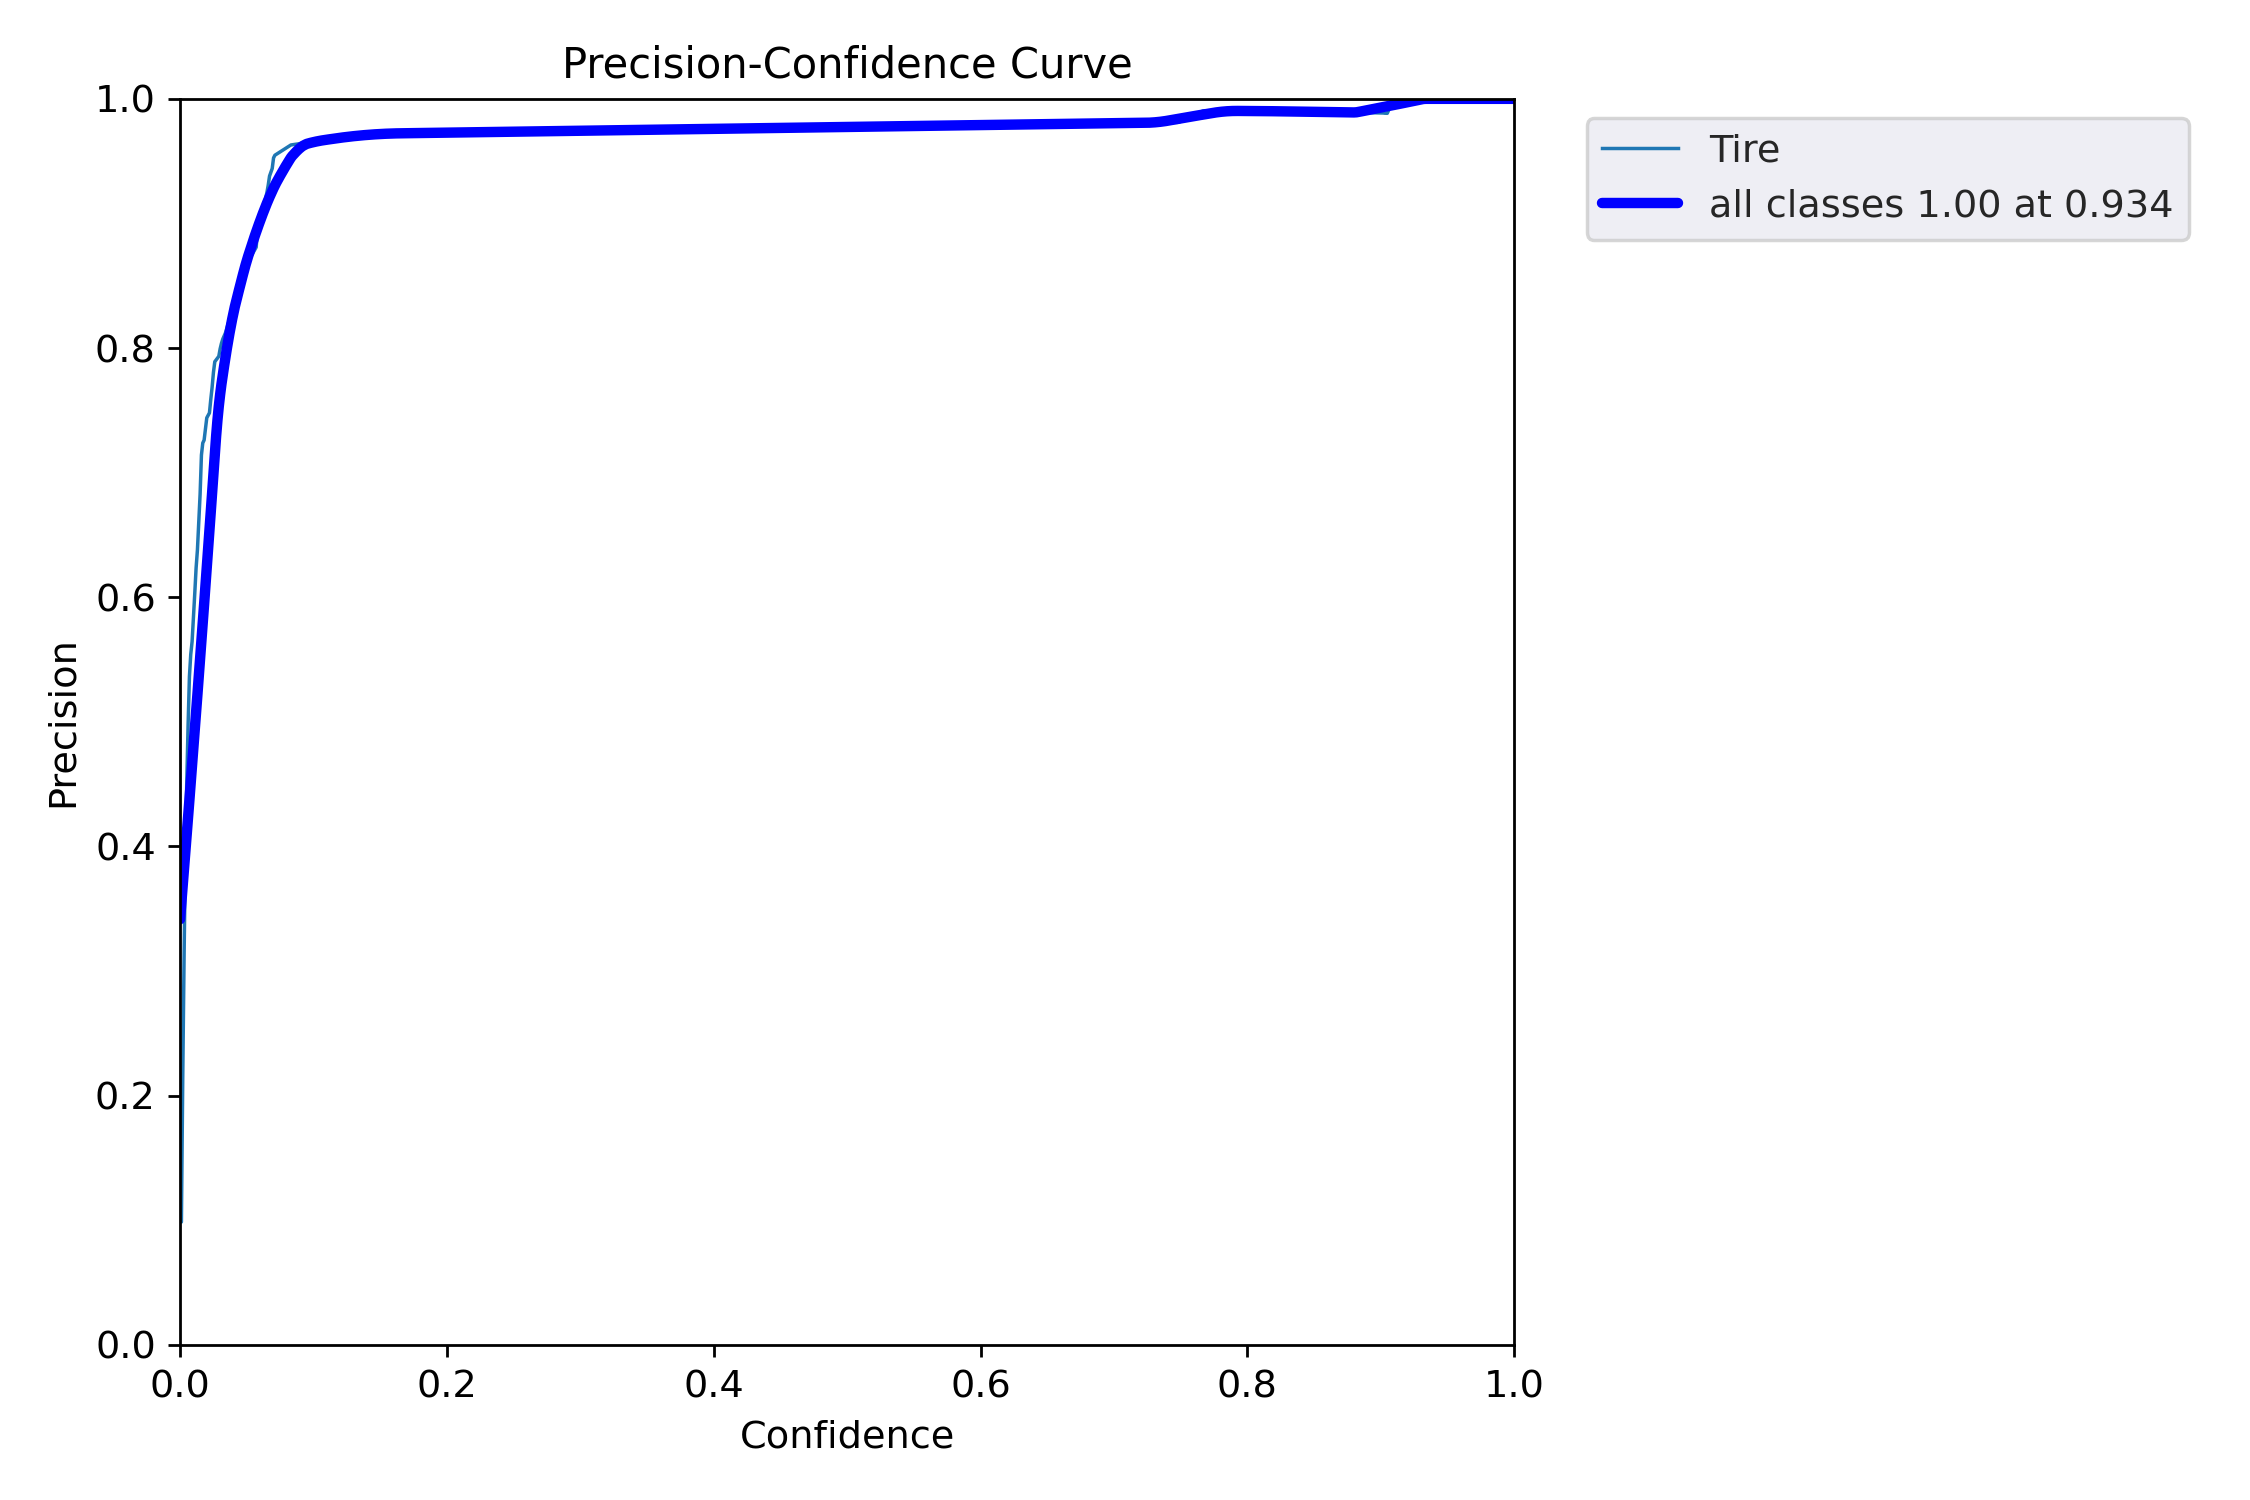 Precision-Confidence Curve
1.0
0.8
0.6
0.4
0.2
0.0
Precision
0.0 0.2 0.4 0.6 0.8 1.0
Confidence
Tire
all classes 1.00 at 0.934